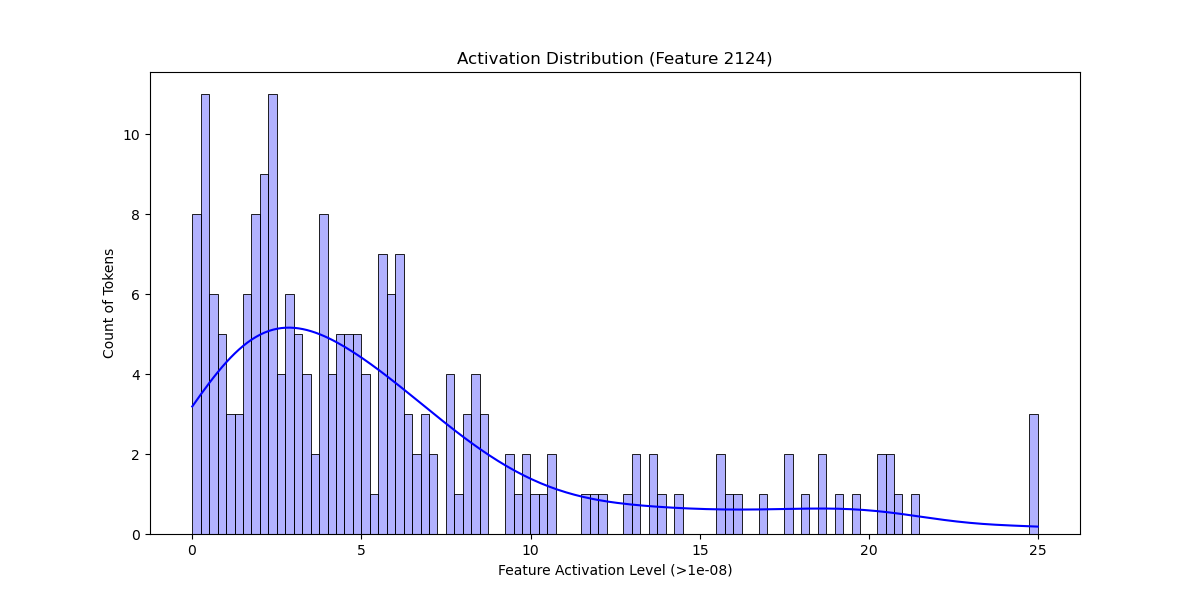 Activation Distribution (Feature 2124)
10
8
6
4
2
0
Count of Tokens
0 5 10 15 20 25
Feature Activation Level (>1e-08)